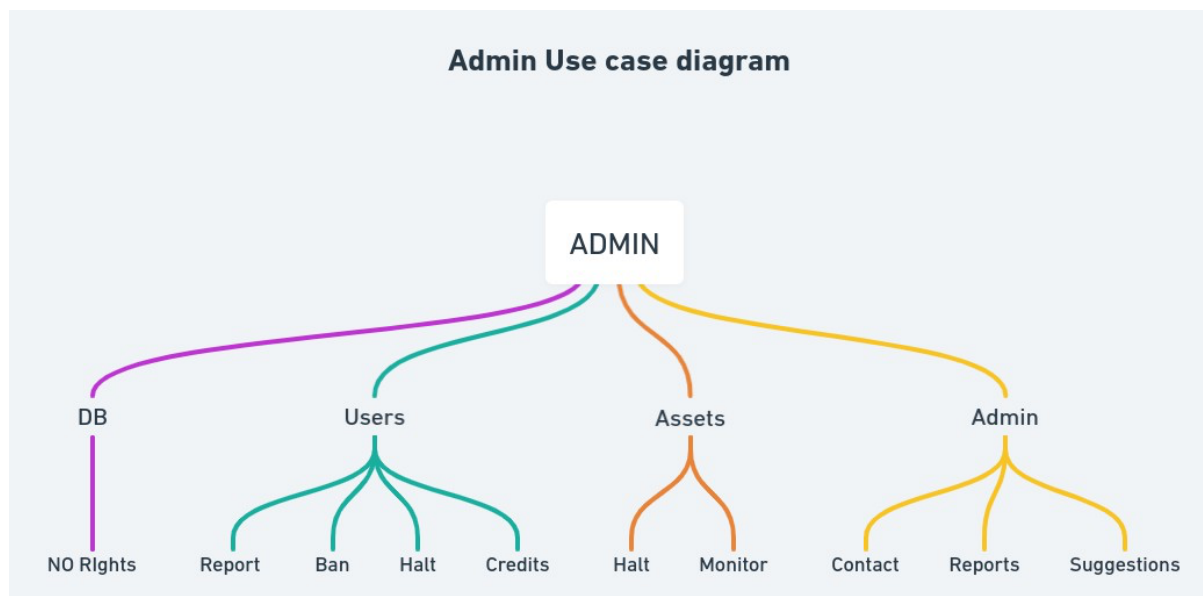 Admin Use case diagram
ADMIN
DB
Users
Assets
Admin
NO RIghts
Report
Ban
Halt
Credits
Halt
Monitor
Contact
Reports
Suggestions